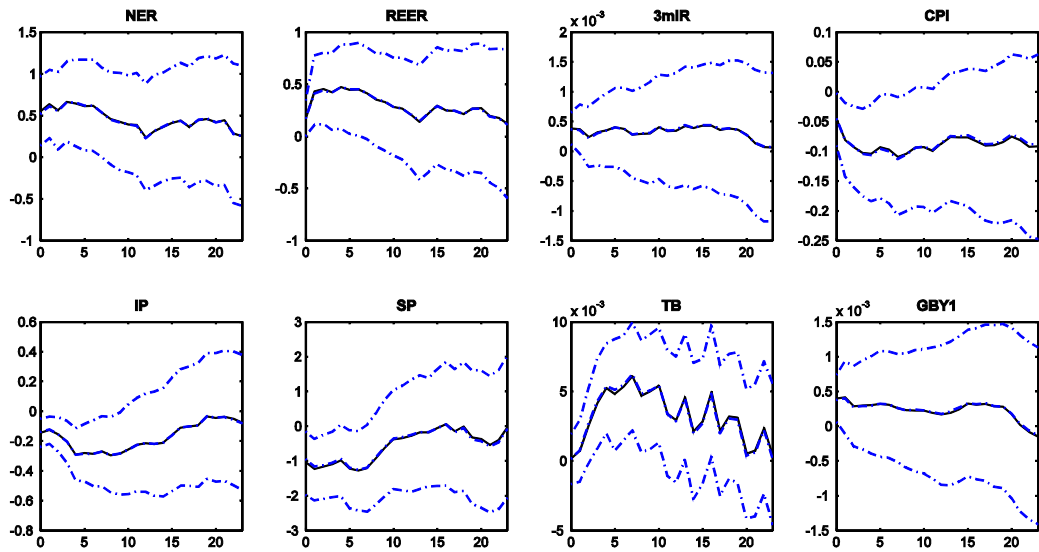 NER REER 3mIR CPI
x 10⁻³
1.5 1 2 0.1
1 1.5 0.05
0.5 1 0
0.5 0.5 -0.05
0 0 0 -0.1
-0.5 -0.5 -0.5 -0.15
-1 -0.2
-1 -1 -1.5 -0.25
0 5 10 15 20 0 5 10 15 20 0 5 10 15 20 0 5 10 15 20
IP SP TB GBY1
x 10⁻³ x 10⁻³
0.6 3 10 1.5
0.4 2 1
0.2 1 5 0.5
0 0 0
-0.2 -1 0 -0.5
-0.4 -2 -1
-0.6
-0.8 -3 -5 -1.5
0 5 10 15 20 0 5 10 15 20 0 5 10 15 20 0 5 10 15 20